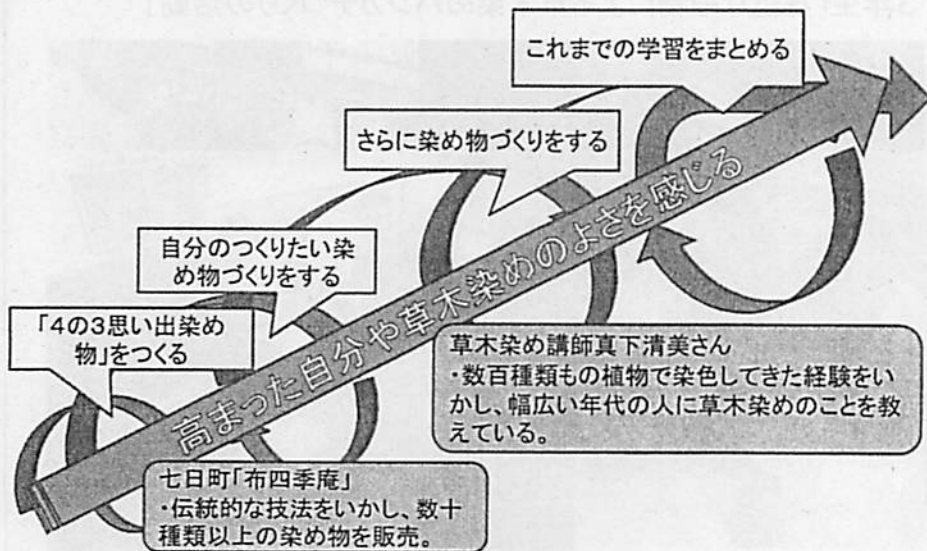 これまでの学習をまとめる
さらに染め物づくりをする
自分のつくりたい染
め物づくりをする
「4の3思い出染め
物」をつくる
高まった自分や草木染めのよさを感じる
草木染め講師真下清美さん
・数百種類もの植物で染色してきた経験をい
かし、幅広い年代の人に草木染めのことを教
えている。
七日町「布四季庵」
・伝統的な技法をいかし、数十
種類以上の染め物を販売。